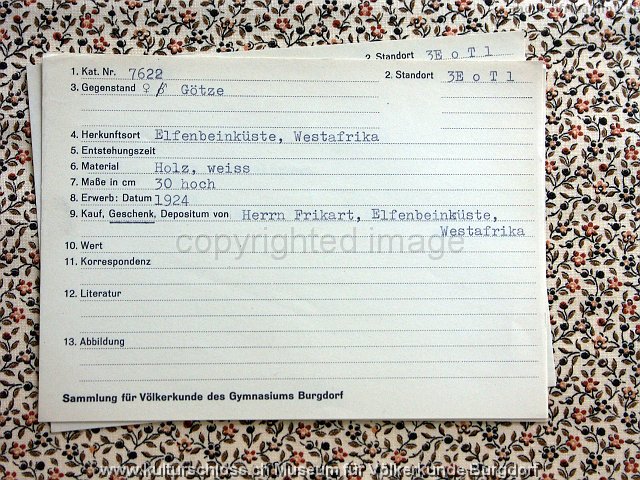 2. Standort 3E o T l
1. Kat. Nr. 7622 2. Standort 3E o T l
3. Gegenstand ♀ ♂ Götze
4. Herkunftsort Elfenbeinküste, Westafrika
5. Entstehungszeit
6. Material Holz, weiss
7. Maße in cm 30 hoch
8. Erwerb: Datum 1924
9. Kauf, Geschenk, Depositum von Herrn Frikart, Elfenbeinküste,
Westafrika
copyrighted image
10. Wert
11. Korrespondenz
12. Literatur
13. Abbildung
Sammlung für Völkerkunde des Gymnasiums Burgdorf
www.kulturschloss.ch Museum für Völkerkunde Burgdorf